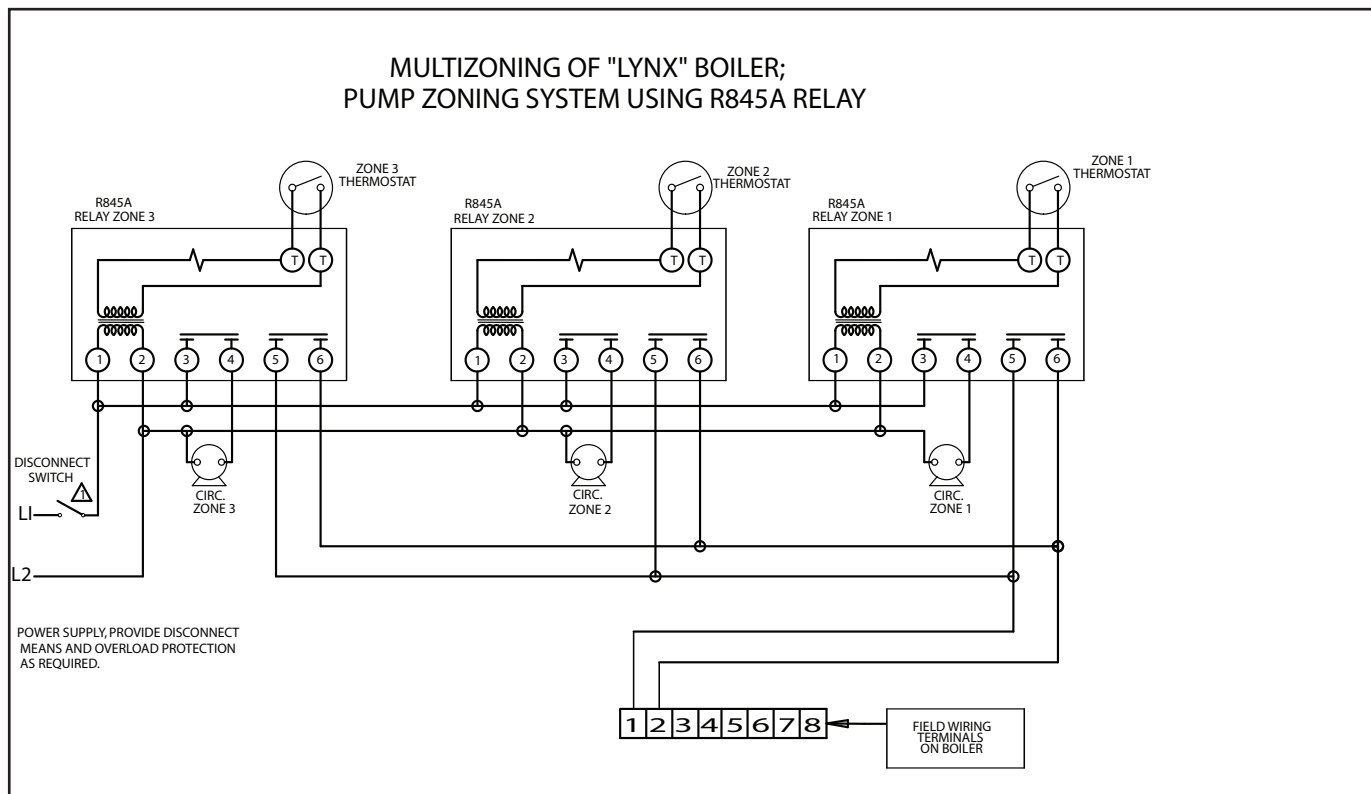 MULTIZONING OF "LYNX" BOILER;
PUMP ZONING SYSTEM USING R845A RELAY
ZONE 3
THERMOSTAT
ZONE 2
THERMOSTAT
ZONE 1
THERMOSTAT
R845A
RELAY ZONE 3
R845A
RELAY ZONE 2
R845A
RELAY ZONE 1
T T
T T
T T
1 2 3 4 5 6
1 2 3 4 5 6
1 2 3 4 5 6
DISCONNECT
SWITCH
1
LI
L2
CIRC.
ZONE 3
CIRC.
ZONE 2
CIRC.
ZONE 1
POWER SUPPLY, PROVIDE DISCONNECT
MEANS AND OVERLOAD PROTECTION
AS REQUIRED.
1 2 3 4 5 6 7 8
FIELD WIRING
TERMINALS
ON BOILER